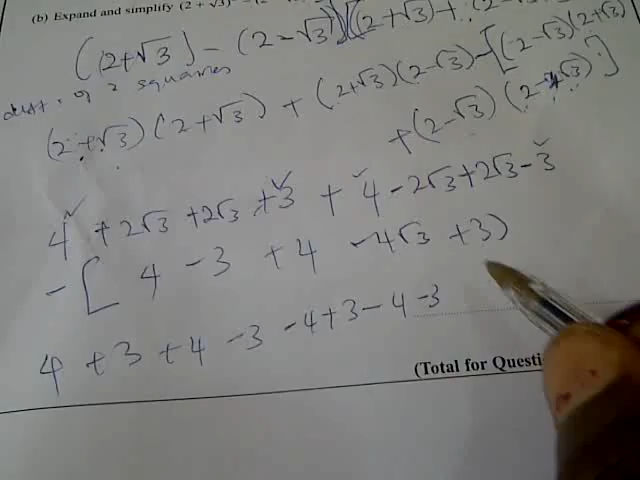 (b) Expand and simplify (2 + √3)
((2+√3) - (2-√3))((2+√3) + (2
diff. of 2 squares
(2+√3)(2+√3) + (2+√3)(2-√3) - [(2-√3)(2+√3)
+(2-√3)(2-√3)]
4 + 2√3 + 2√3 + 3 + 4 - 2√3 + 2√3 - 3
- [ 4 - 3 + 4 - 4√3 + 3)
4 + 3 + 4 - 3 - 4 + 3 - 4 - 3
(Total for Questi